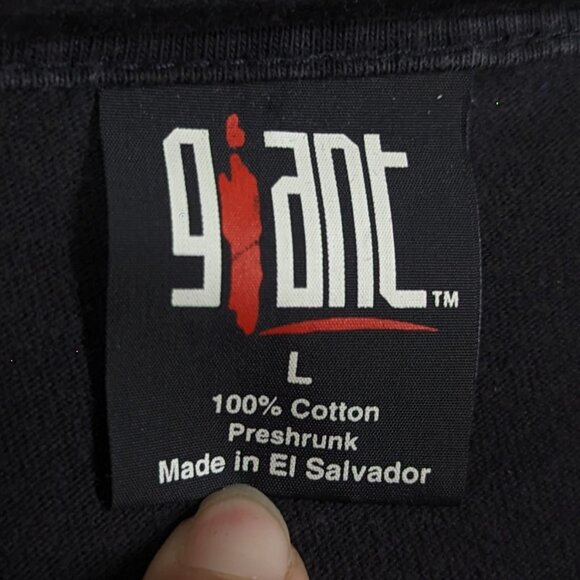 giant™
L
100% Cotton
Preshrunk
Made in El Salvador